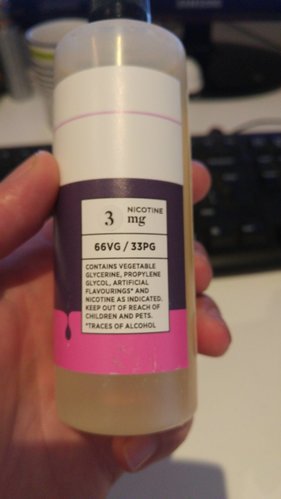 SAMSUNG
3 NICOTINE mg
66VG / 33PG
CONTAINS VEGETABLE
GLYCERINE, PROPYLENE
GLYCOL, ARTIFICIAL
FLAVOURINGS* AND
NICOTINE AS INDICATED.
KEEP OUT OF REACH OF
CHILDREN AND PETS.
*TRACES OF ALCOHOL